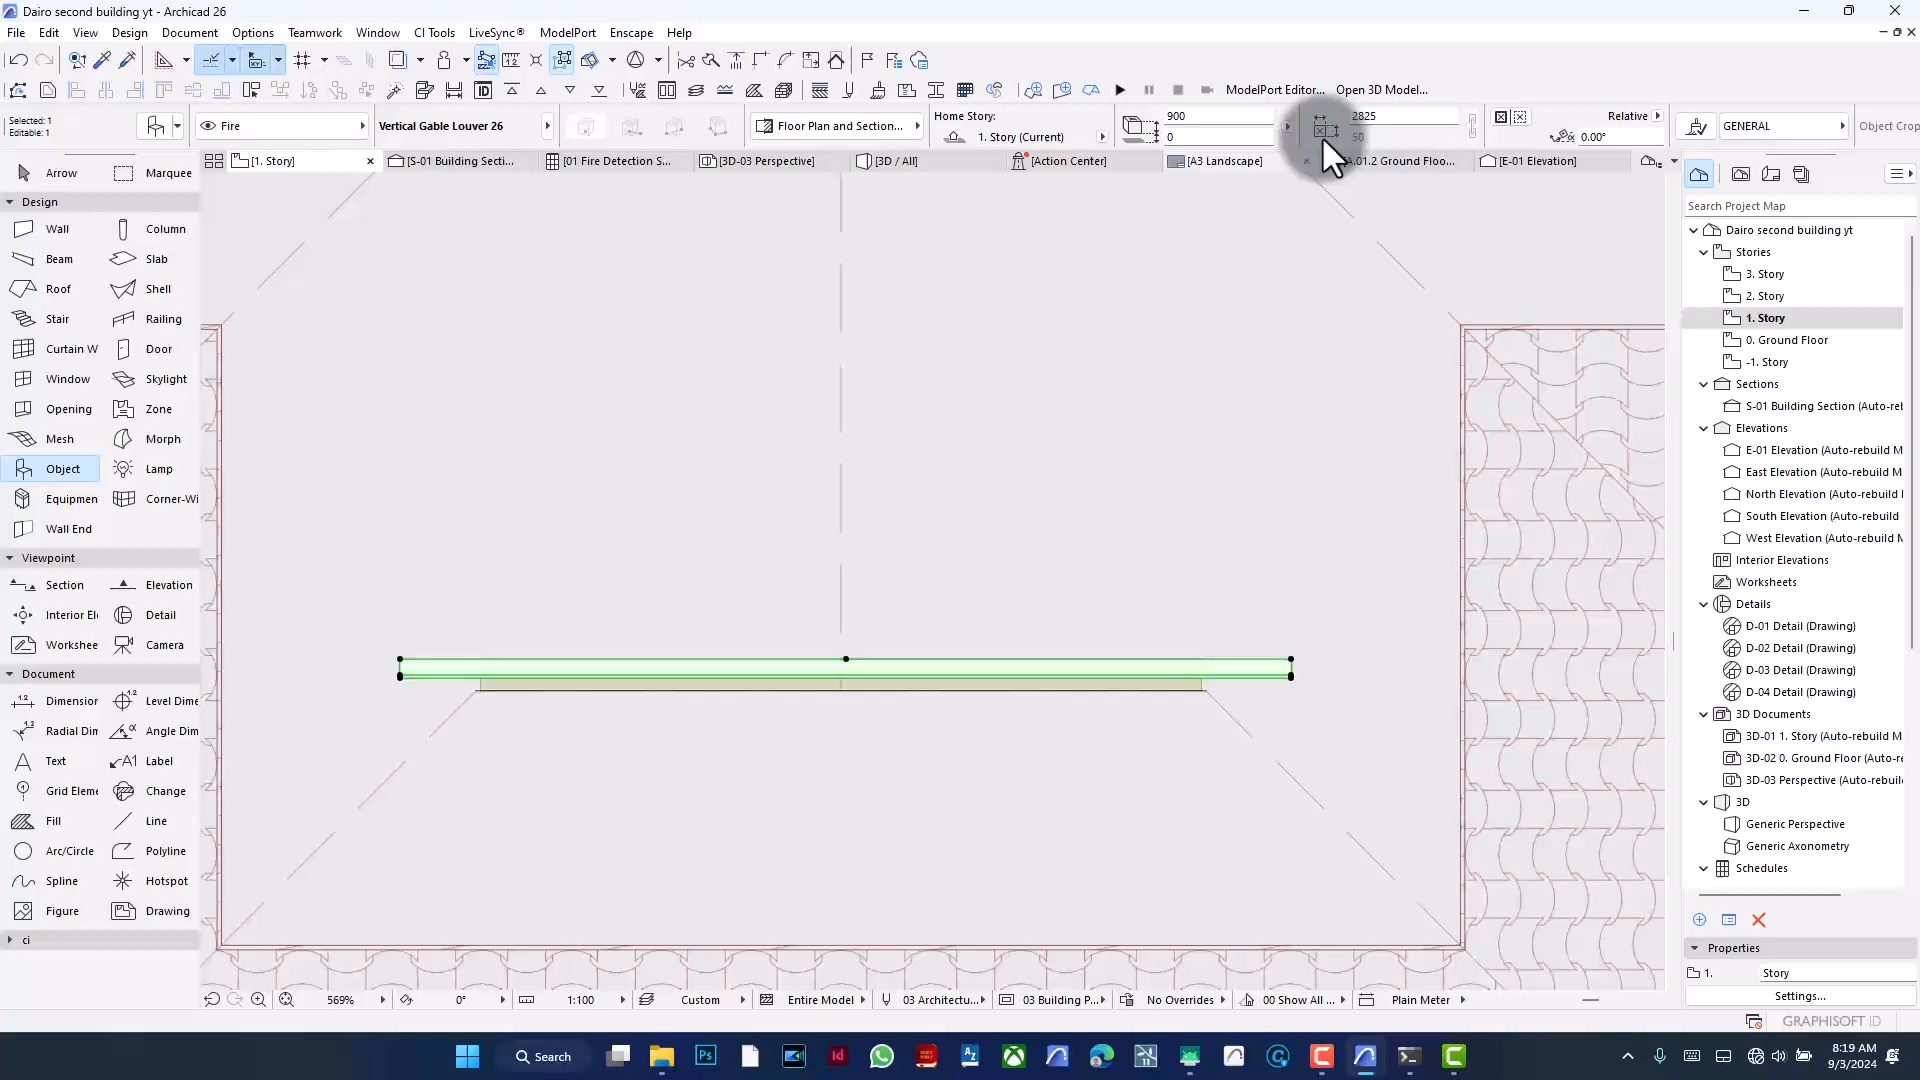 Dairo second building yt - Archicad 26
File Edit View Design Document Options Teamwork Window CI Tools LiveSync® ModelPort Enscape Help
ModelPort Editor... Open 3D Model...
Selected: 1
Editable: 1
Fire
Vertical Gable Louver 26
Floor Plan and Section...
Home Story:
1. Story (Current)
900
0
2825
50
Relative
0.00°
GENERAL
Object Crop
[1. Story]
[S-01 Building Secti...
[01 Fire Detection S...
[3D-03 Perspective]
[3D / All]
[Action Center]
[A3 Landscape]
A.01.2 Ground Floo...
[E-01 Elevation]
Arrow Marquee
Design
Wall Column
Beam Slab
Roof Shell
Stair Railing
Curtain W Door
Window Skylight
Opening Zone
Mesh Morph
Object Lamp
Equipmen Corner-Wi
Wall End
Viewpoint
Section Elevation
Interior El Detail
Workshee Camera
Document
Dimension Level Dime
Radial Dim Angle Dim
Text Label
Grid Eleme Change
Fill Line
Arc/Circle Polyline
Spline Hotspot
Figure Drawing
ci
Search Project Map
Dairo second building yt
Stories
3. Story
2. Story
1. Story
0. Ground Floor
-1. Story
Sections
S-01 Building Section (Auto-rel
Elevations
E-01 Elevation (Auto-rebuild M
East Elevation (Auto-rebuild M
North Elevation (Auto-rebuild
South Elevation (Auto-rebuild
West Elevation (Auto-rebuild M
Interior Elevations
Worksheets
Details
D-01 Detail (Drawing)
D-02 Detail (Drawing)
D-03 Detail (Drawing)
D-04 Detail (Drawing)
3D Documents
3D-01 1. Story (Auto-rebuild M
3D-02 0. Ground Floor (Auto-re
3D-03 Perspective (Auto-rebuil
3D
Generic Perspective
Generic Axonometry
Schedules
Properties
1. Story
Settings...
569% 0° 1:100 Custom Entire Model 03 Architectu... 03 Building P... No Overrides 00 Show All ... Plain Meter
GRAPHISOFT ID
Search
8:19 AM
9/3/2024